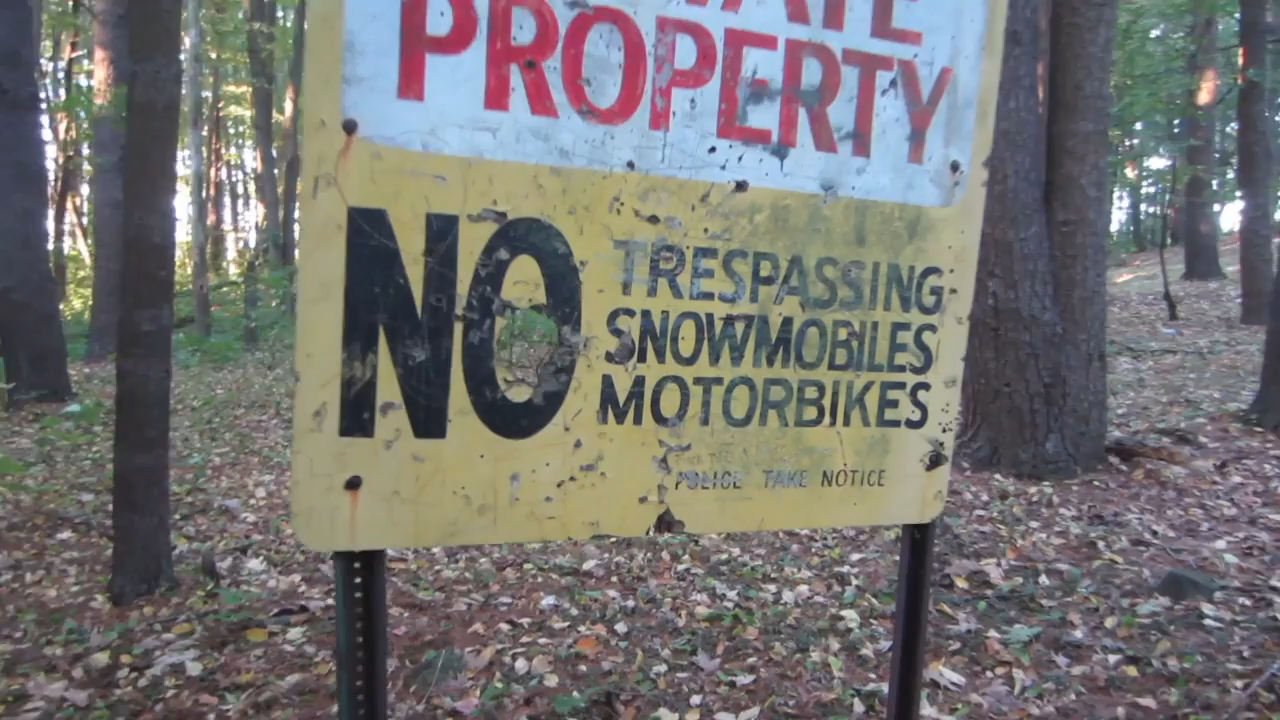 PROPERTY
NO
TRESPASSING
SNOWMOBILES
MOTORBIKES
POLICE TAKE NOTICE